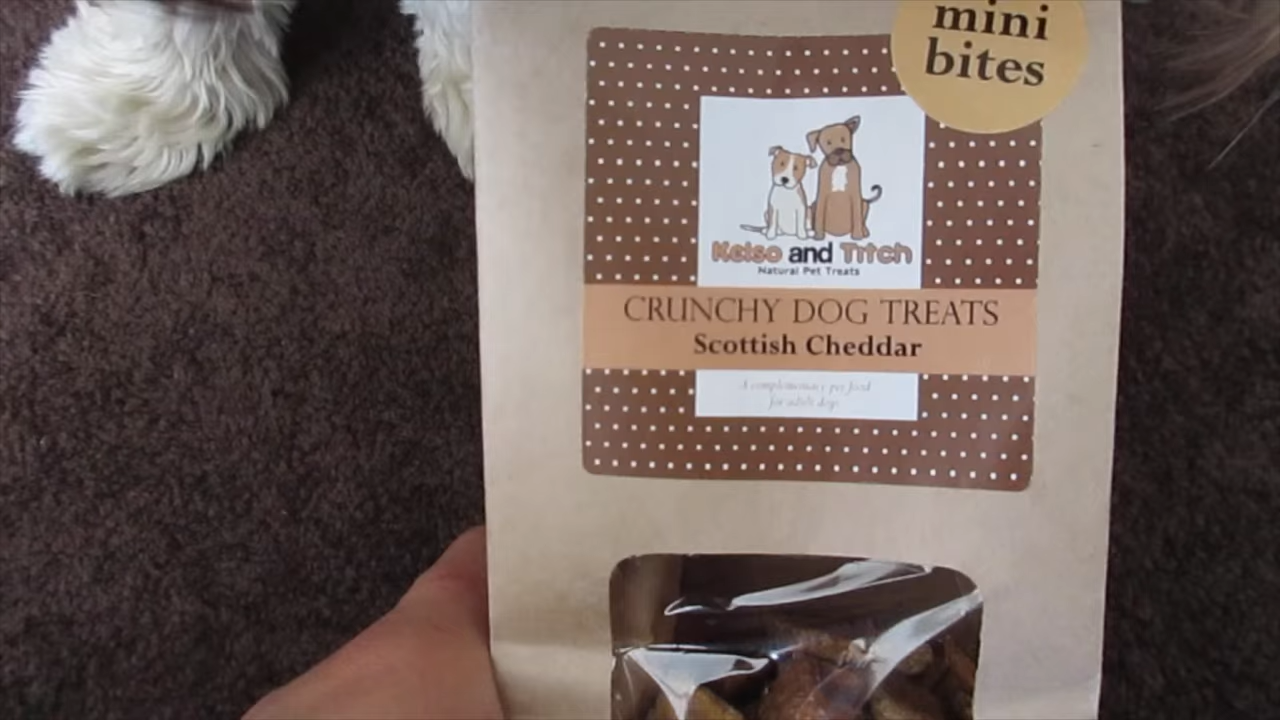 mini
bites
Kelso and Titch
Natural Pet Treats
CRUNCHY DOG TREATS
Scottish Cheddar
A complementary pet food
for adult dogs